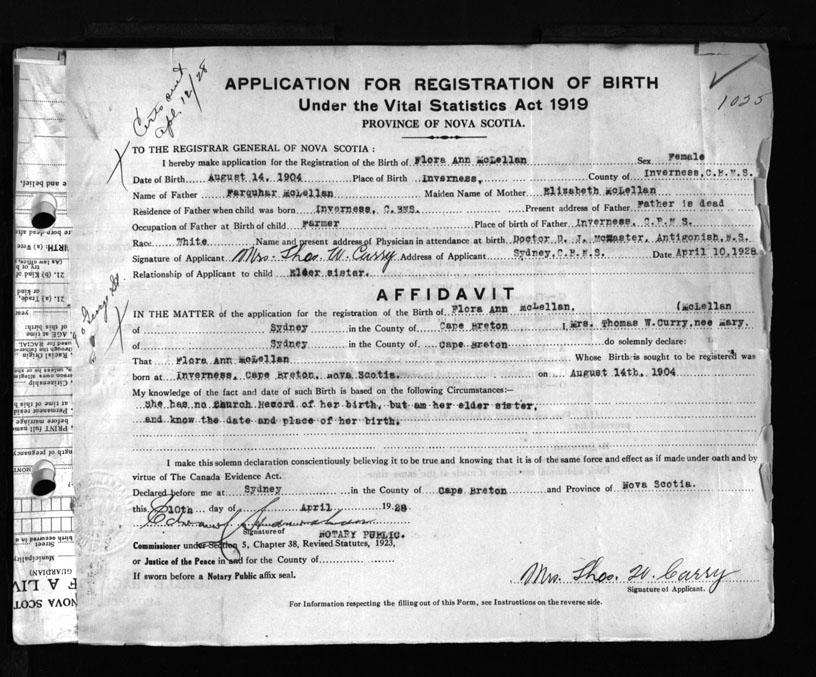 Certs out
Apl. 12/28
1035
APPLICATION FOR REGISTRATION OF BIRTH
Under the Vital Statistics Act 1919
PROVINCE OF NOVA SCOTIA.
TO THE REGISTRAR GENERAL OF NOVA SCOTIA :
I hereby make application for the Registration of the Birth of Flora Ann McLellan Sex Female
Date of Birth August 14, 1904 Place of Birth Inverness, County of Inverness, C.B.N.S.
Name of Father Farquhar McLellan Maiden Name of Mother Elizabeth McLellan
Residence of Father when child was born Inverness, C.BNS. Present address of Father Father is dead
Occupation of Father at Birth of child Farmer Place of birth of Father Inverness, C.B.N S.
Race White Name and present address of Physician in attendance at birth Doctor D. J. McMaster, Antigonish, N.S.
Signature of Applicant Mrs. Thos. W. Curry Address of Applicant Sydney, C.B.N.S. Date April 10, 1928
Relationship of Applicant to child Elder sister.
AFFIDAVIT
IN THE MATTER of the application for the registration of the Birth of Flora Ann McLellan. (McLellan
of Sydney in the County of Cape Breton I, Mrs. Thomas W.Curry, nee Mary.
of Sydney in the County of Cape Breton do solemnly declare:
That Flora Ann McLellan Whose Birth is sought to be registered was
born at Inverness, Cape Breton, Nova Scotia. on August 14th, 1904
My knowledge of the fact and date of such Birth is based on the following Circumstances:—
She has no Church Record of her birth, but am her elder sister,
and know the date and place of her birth.
I make this solemn declaration conscientiously believing it to be true and knowing that it is of the same force and effect as if made under oath and by
virtue of The Canada Evidence Act.
Declared before me at Sydney in the County of Cape Breton and Province of Nova Scotia.
this 10th day of April 1928
Signature of NOTARY PUBLIC.
Commissioner under Section 5, Chapter 38, Revised Statutes, 1923,
or Justice of the Peace in and for the County of
If sworn before a Notary Public affix seal.
Mrs. Thos. W. Curry
Signature of Applicant.
For Information respecting the filling out of this Form, see Instructions on the reverse side.